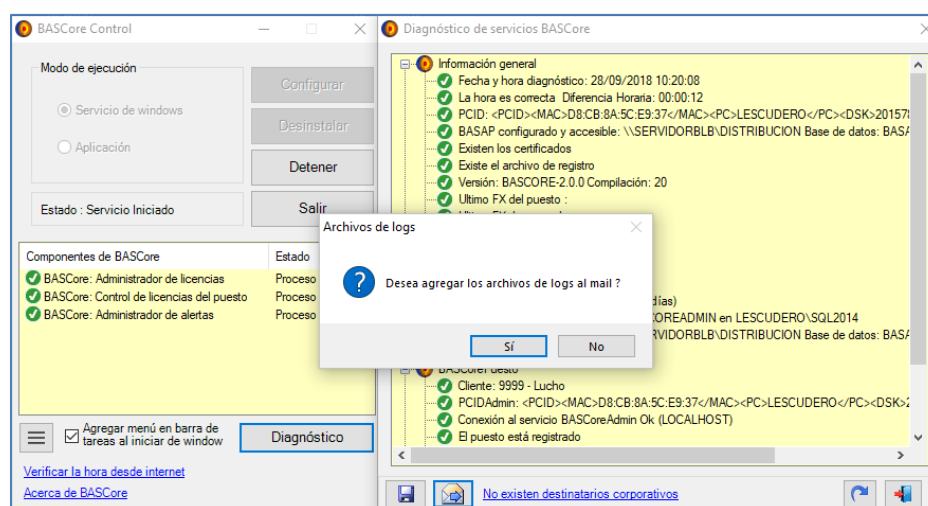 BASCore Control
Modo de ejecución
Servicio de windows
Aplicación
Configurar
Desinstalar
Detener
Estado : Servicio Iniciado
Salir
Componentes de BASCore
Estado
BASCore: Administrador de licencias
Proceso
BASCore: Control de licencias del puesto
Proceso
BASCore: Administrador de alertas
Proceso
Agregar menú en barra de
tareas al iniciar de window
Diagnóstico
Verificar la hora desde internet
Acerca de BASCore
Diagnóstico de servicios BASCore
Información general
Fecha y hora diagnóstico: 28/09/2018 10:20:08
La hora es correcta Diferencia Horaria: 00:00:12
PCID: <PCID><MAC>D8:CB:8A:5C:E9:37</MAC><PC>LESCUDERO</PC><DSK>20157
BASAP configurado y accesible: \\SERVIDORBLB\DISTRIBUCION Base de datos: BASA
Existen los certificados
Existe el archivo de registro
Versión: BASCORE-2.0.0 Compilación: 20
Ultimo FX del puesto :
Archivos de logs
Desea agregar los archivos de logs al mail ?
Sí
No
días)
COREADMIN en LESCUDERO\SQL2014
RVIDORBLB\DISTRIBUCION Base de datos: BASA
Cliente: 9999 - Lucho
PCIDAdmin: <PCID><MAC>D8:CB:8A:5C:E9:37</MAC><PC>LESCUDERO</PC><DSK>2
Conexión al servicio BASCoreAdmin Ok (LOCALHOST)
El puesto está registrado
No existen destinatarios corporativos